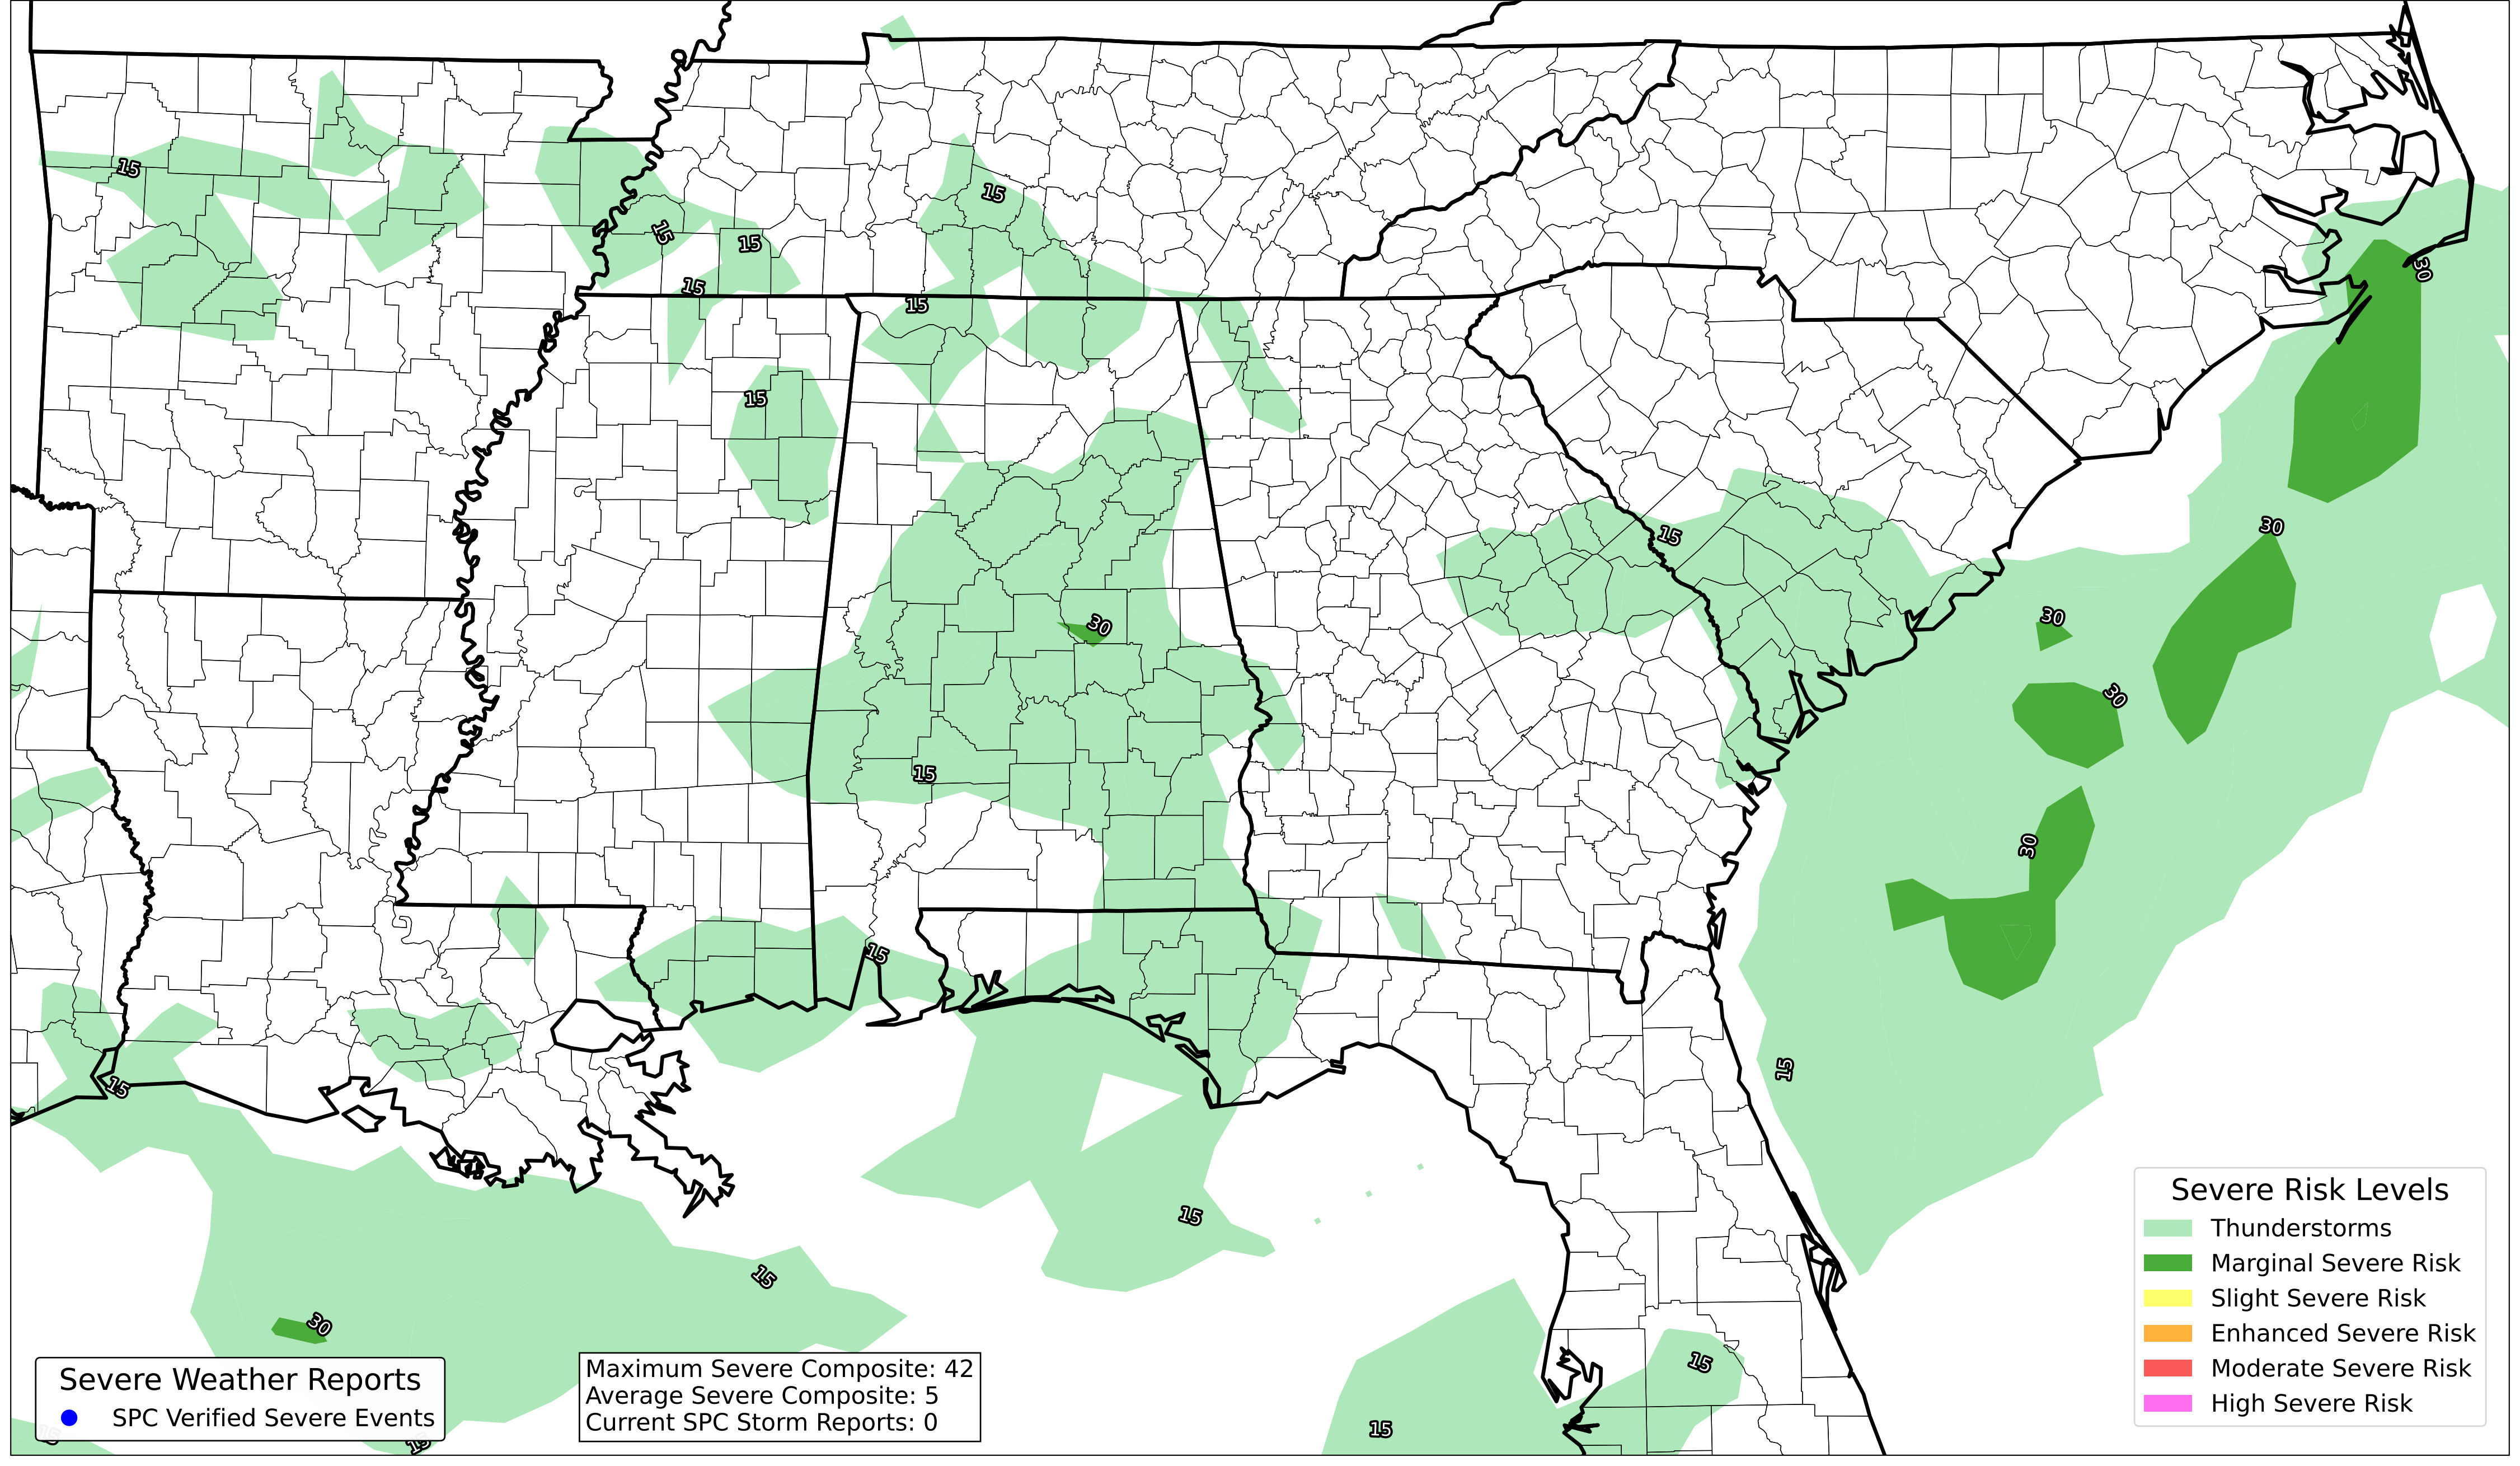 15
15
15
15
15
15
15
30
30
15
30
30
30
15
30
15
15
15
15
15
30
15
15
15
Severe Weather Reports
SPC Verified Severe Events
Maximum Severe Composite: 42
Average Severe Composite: 5
Current SPC Storm Reports: 0
Severe Risk Levels
Thunderstorms
Marginal Severe Risk
Slight Severe Risk
Enhanced Severe Risk
Moderate Severe Risk
High Severe Risk